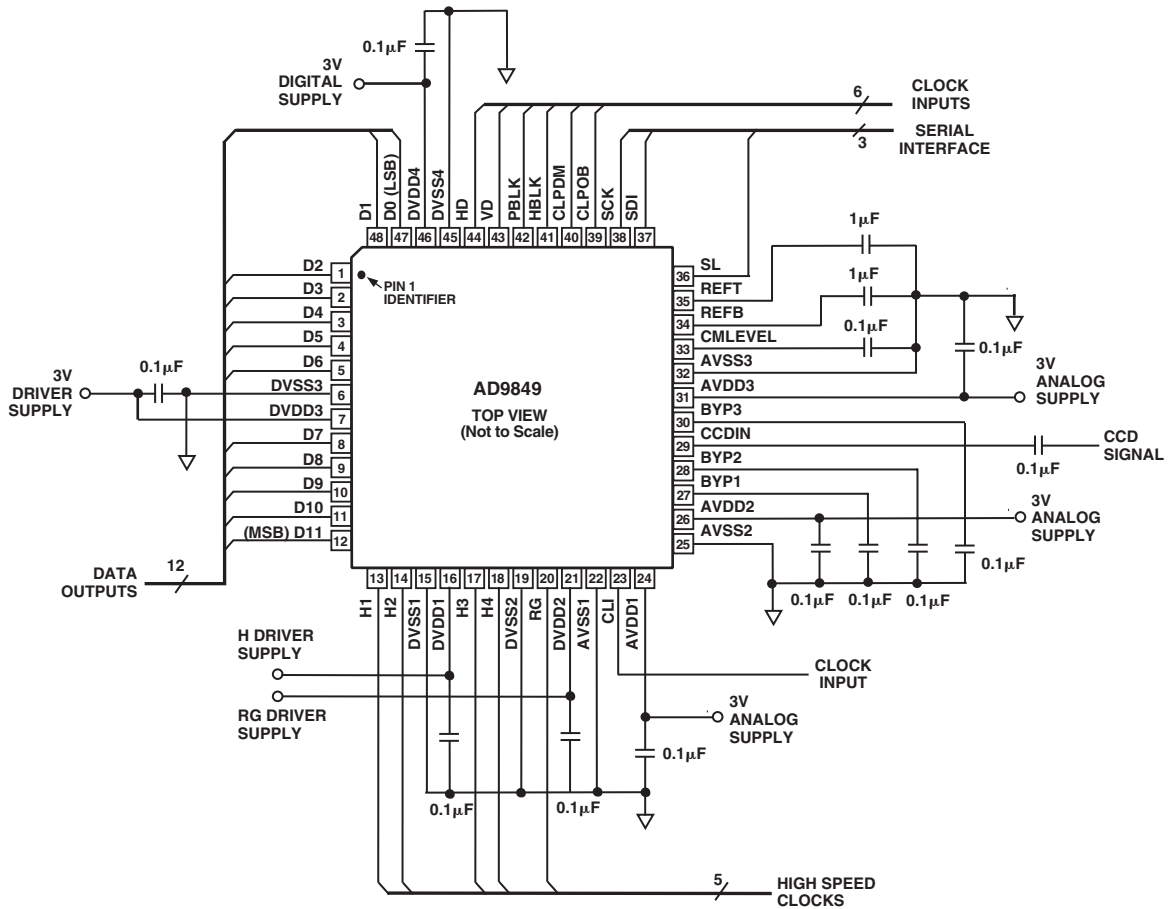 0.1µF
3V
DIGITAL
SUPPLY
6
CLOCK
INPUTS
3
SERIAL
INTERFACE
D1
D0 (LSB)
DVDD4
DVSS4
HD
VD
PBLK
HBLK
CLPDM
CLPOB
SCK
SDI
48
47
46
45
44
43
42
41
40
39
38
37
D2
D3
D4
D5
D6
DVSS3
DVDD3
D7
D8
D9
D10
(MSB) D11
1
2
3
4
5
6
7
8
9
10
11
12
PIN 1
IDENTIFIER
3V
DRIVER
SUPPLY
0.1µF
12
DATA
OUTPUTS
AD9849
TOP VIEW
(Not to Scale)
36
35
34
33
32
31
30
29
28
27
26
25
SL
REFT
REFB
CMLEVEL
AVSS3
AVDD3
BYP3
CCDIN
BYP2
BYP1
AVDD2
AVSS2
1µF
1µF
0.1µF
0.1µF
3V
ANALOG
SUPPLY
CCD
SIGNAL
0.1µF
3V
ANALOG
SUPPLY
0.1µF
0.1µF
0.1µF
0.1µF
13
14
15
16
17
18
19
20
21
22
23
24
H1
H2
DVSS1
DVDD1
H3
H4
DVSS2
RG
DVDD2
AVSS1
CLI
AVDD1
H DRIVER
SUPPLY
RG DRIVER
SUPPLY
CLOCK
INPUT
3V
ANALOG
SUPPLY
0.1µF
0.1µF
0.1µF
5
HIGH SPEED
CLOCKS